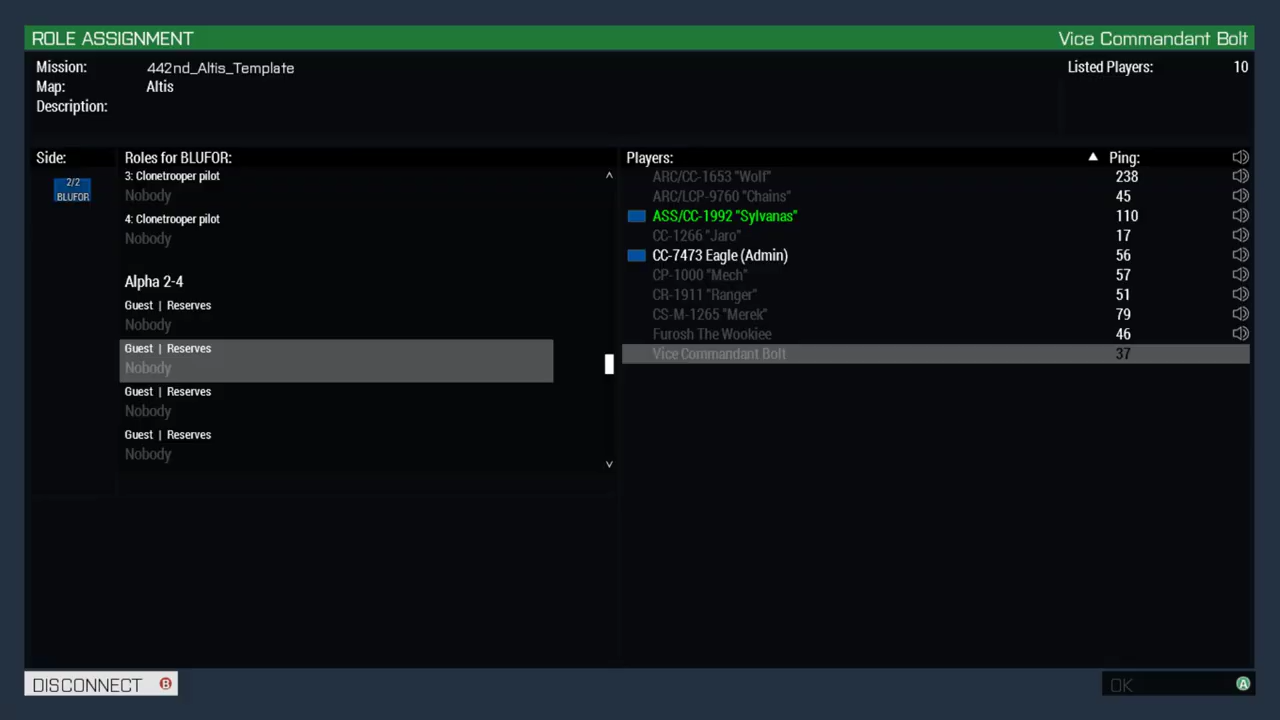 ROLE ASSIGNMENT Vice Commandant Bolt
Mission: 442nd_Altis_Template Listed Players: 10
Map: Altis
Description:
Side: Roles for BLUFOR: Players: Ping:
3: Clonetrooper pilot ARC/CC-1653 "Wolf" 238
2/2
BLUFOR
Nobody ARC/LCP-9760 "Chains" 45
4: Clonetrooper pilot ASS/CC-1992 "Sylvanas" 110
Nobody CC-1266 "Jaro" 17
CC-7473 Eagle (Admin) 56
Alpha 2-4 CP-1000 "Mech" 57
Guest | Reserves CR-1911 "Ranger" 51
Nobody CS-M-1265 "Merek" 79
Furosh The Wookiee 46
Guest | Reserves Vice Commandant Bolt 37
Nobody
Guest | Reserves
Nobody
Guest | Reserves
Nobody
DISCONNECT B OK A